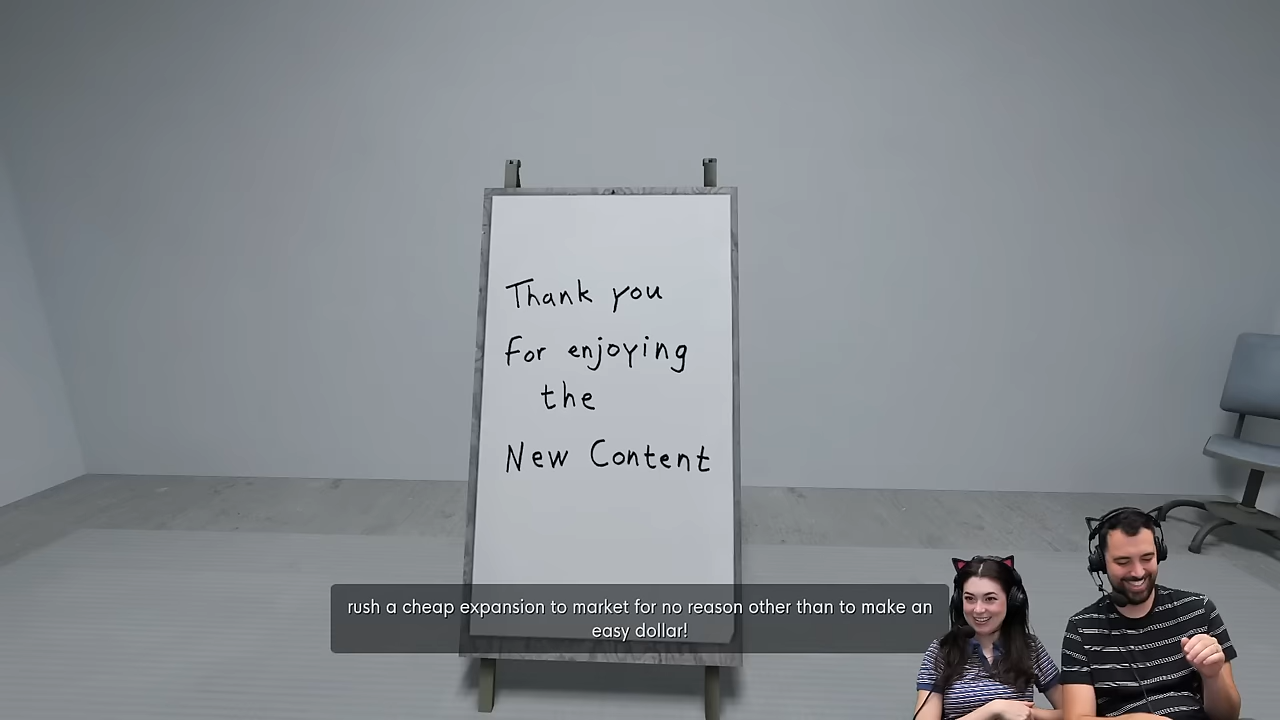 Thank you
For enjoying
the
New Content
rush a cheap expansion to market for no reason other than to make an
easy dollar!